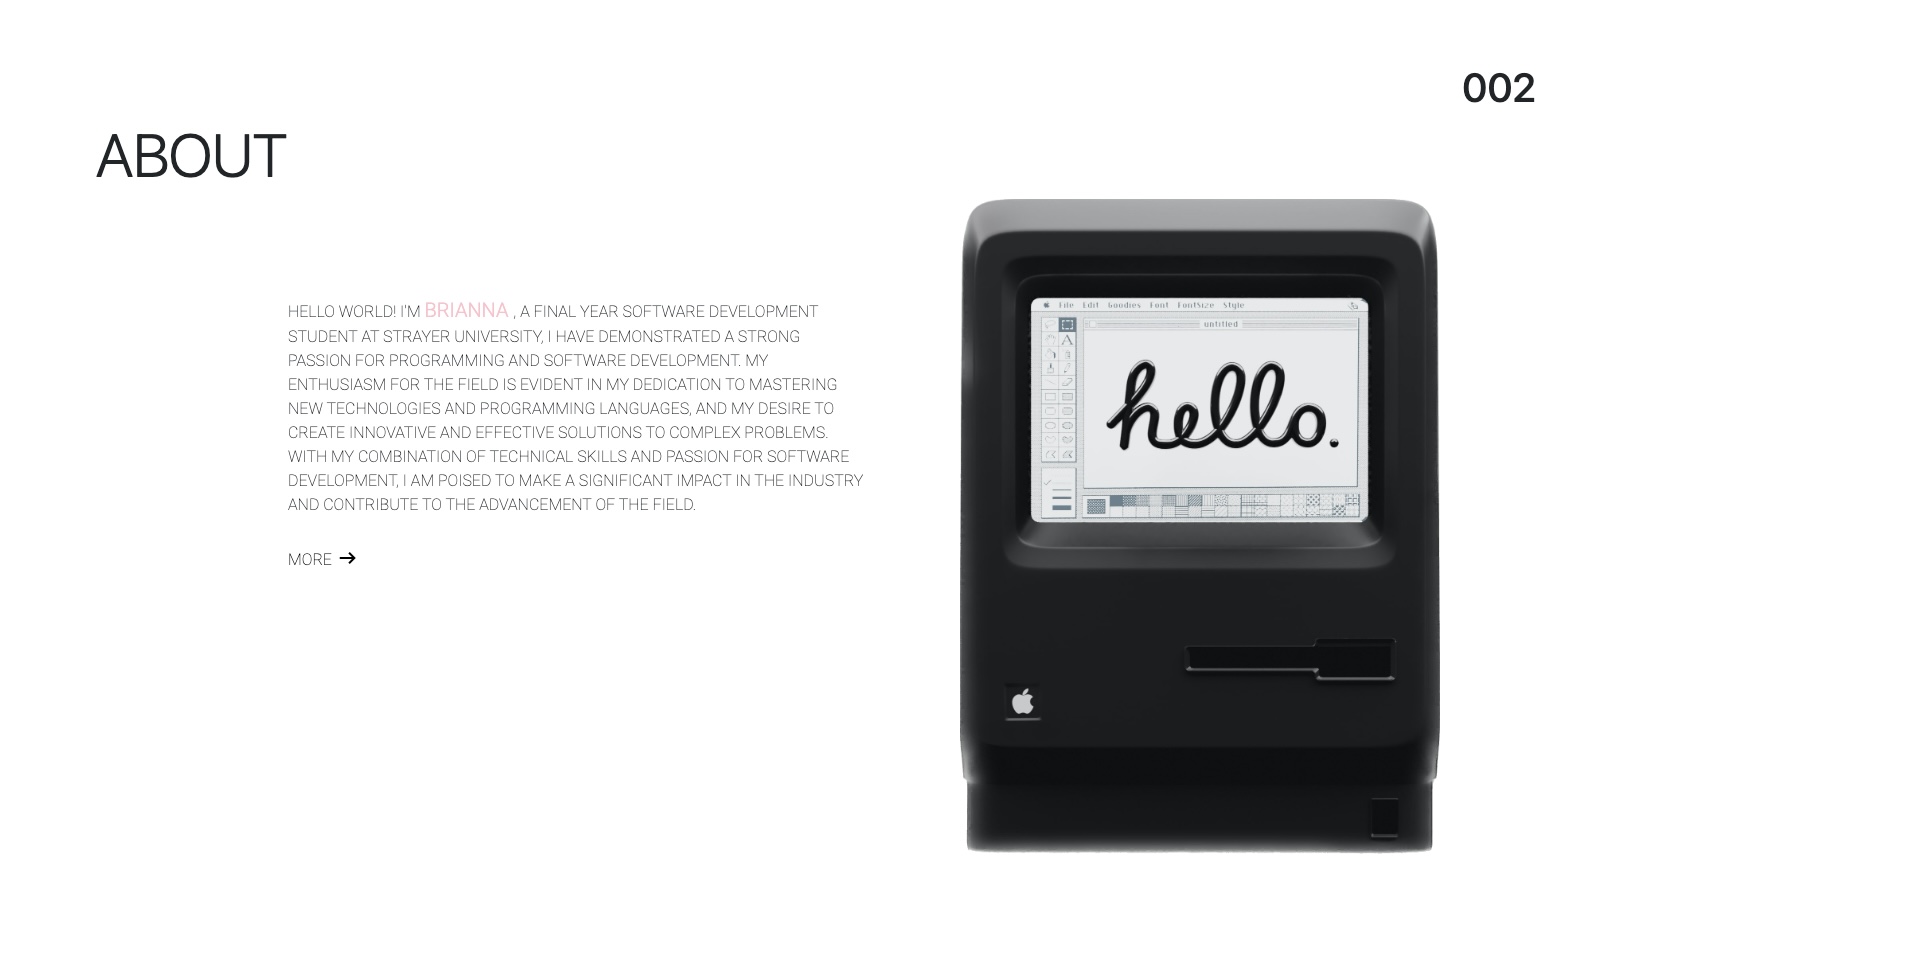 002
ABOUT
HELLO WORLD! I'M BRIANNA , A FINAL YEAR SOFTWARE DEVELOPMENT
STUDENT AT STRAYER UNIVERSITY, I HAVE DEMONSTRATED A STRONG
PASSION FOR PROGRAMMING AND SOFTWARE DEVELOPMENT. MY
ENTHUSIASM FOR THE FIELD IS EVIDENT IN MY DEDICATION TO MASTERING
NEW TECHNOLOGIES AND PROGRAMMING LANGUAGES, AND MY DESIRE TO
CREATE INNOVATIVE AND EFFECTIVE SOLUTIONS TO COMPLEX PROBLEMS.
WITH MY COMBINATION OF TECHNICAL SKILLS AND PASSION FOR SOFTWARE
DEVELOPMENT, I AM POISED TO MAKE A SIGNIFICANT IMPACT IN THE INDUSTRY
AND CONTRIBUTE TO THE ADVANCEMENT OF THE FIELD.
MORE
File Edit Goodies Font FontSize Style
untitled
A
hello.